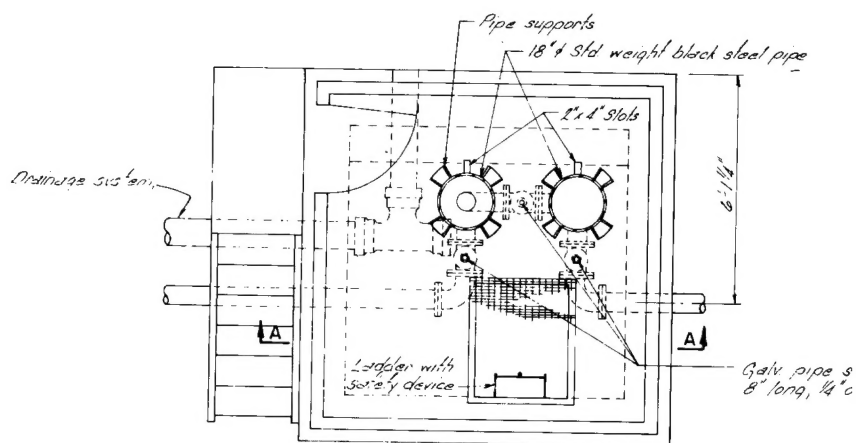 Pipe supports
18"ϕ Std weight black steel pipe
2"x 4" Slots
Drainage system
6'-1¼"
A
A
Ladder with
safety device
Galv. pipe s
8" long, ¼" c